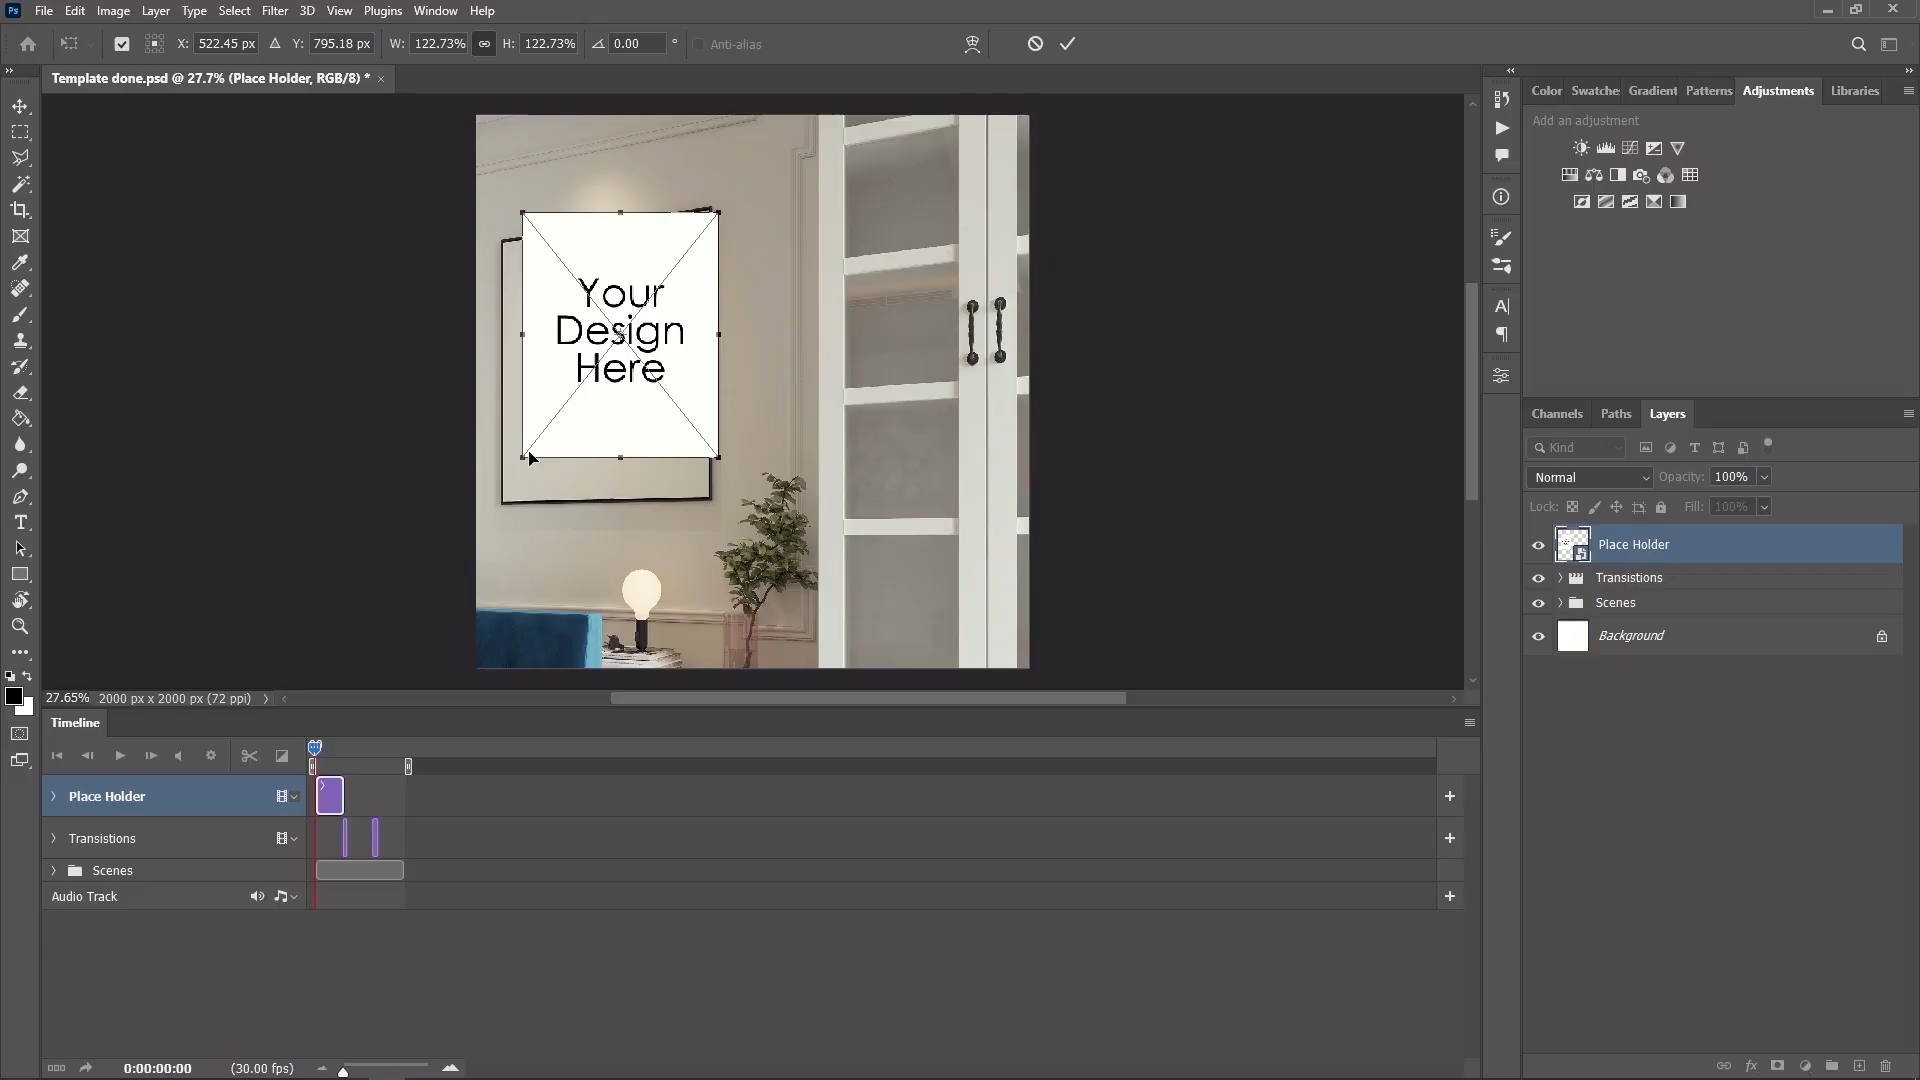 Ps File Edit Image Layer Type Select Filter 3D View Plugins Window Help
X: 522.45 px Y: 795.18 px W: 122.73% H: 122.73% 0.00 ° Anti-alias
Template done.psd @ 27.7% (Place Holder, RGB/8) *
Color Swatche Gradient Patterns Adjustments Libraries
Add an adjustment
Your
Design
Here
Channels Paths Layers
Kind
Normal Opacity: 100%
Lock: Fill: 100%
Place Holder
Transistions
Scenes
Background
27.65% 2000 px x 2000 px (72 ppi)
Timeline
Place Holder
Transistions
Scenes
Audio Track
0:00:00:00 (30.00 fps)